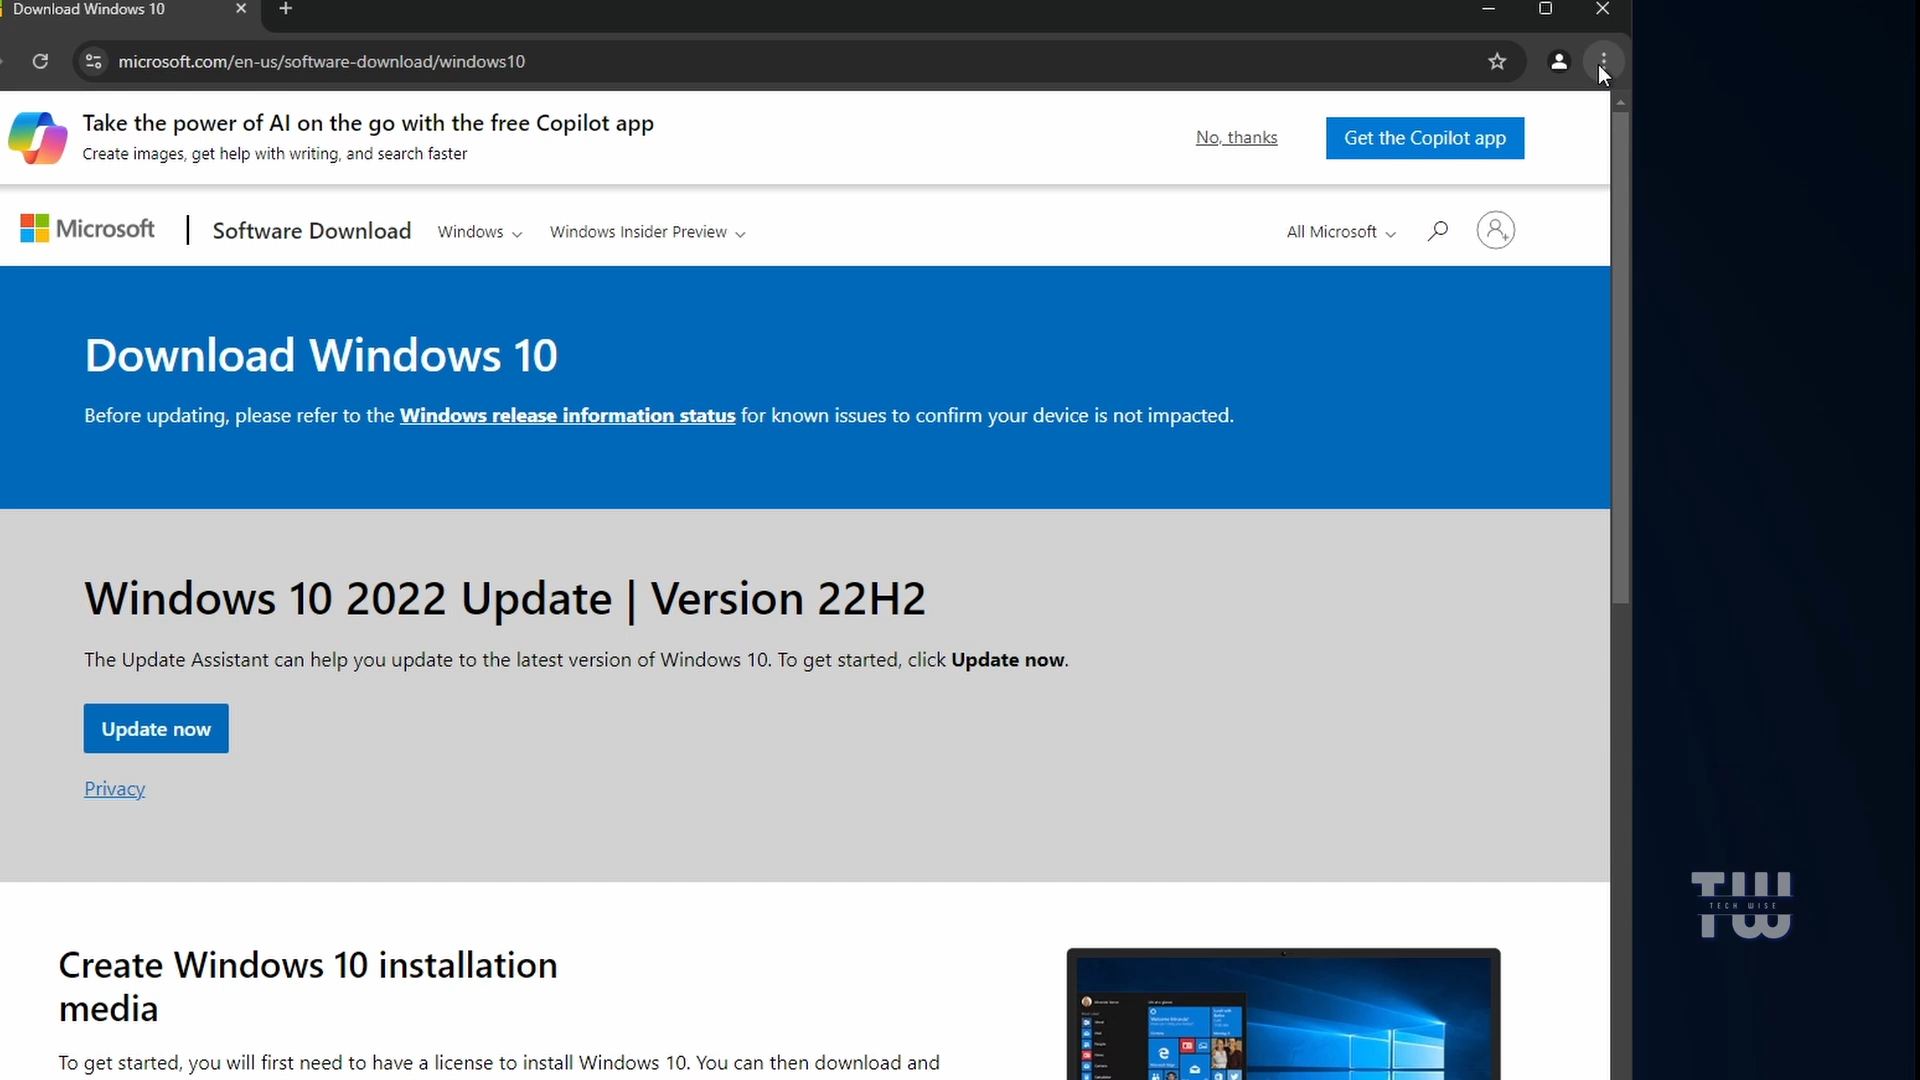 Download Windows 10
microsoft.com/en-us/software-download/windows10
Take the power of AI on the go with the free Copilot app
Create images, get help with writing, and search faster
No, thanks
Get the Copilot app
Microsoft
Software Download
Windows
Windows Insider Preview
All Microsoft
Download Windows 10
Before updating, please refer to the Windows release information status for known issues to confirm your device is not impacted.
Windows 10 2022 Update | Version 22H2
The Update Assistant can help you update to the latest version of Windows 10. To get started, click Update now.
Update now
Privacy
TW
TECH WISE
Create Windows 10 installation
media
To get started, you will first need to have a license to install Windows 10. You can then download and